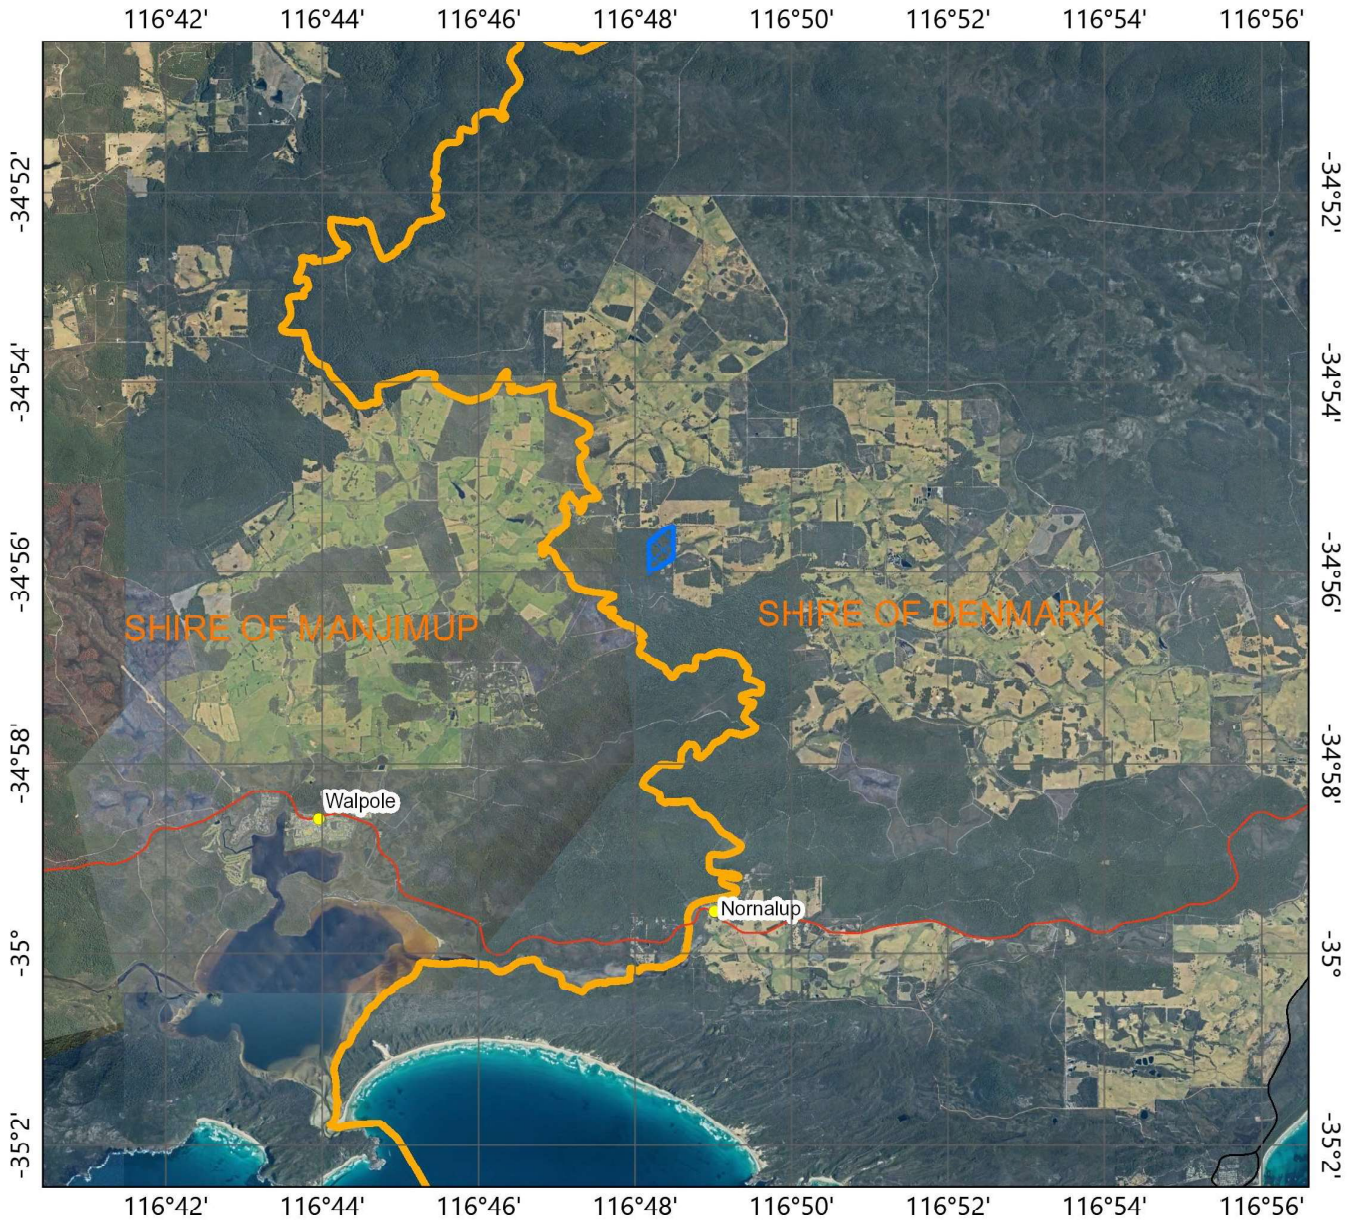 116°42' 116°44' 116°46' 116°48' 116°50' 116°52' 116°54' 116°56'
-34°52' -34°52'
-34°54' -34°54'
-34°56' -34°56'
SHIRE OF MANJIMUP SHIRE OF DENMARK
-34°58' -34°58'
Walpole
Nornalup
-35° -35°
-35°2' -35°2'
116°42' 116°44' 116°46' 116°48' 116°50' 116°52' 116°54' 116°56'